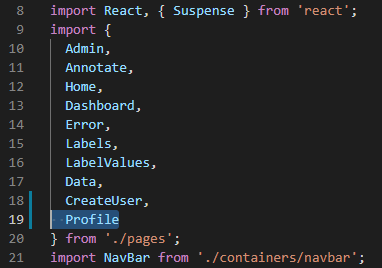 8 import React, { Suspense } from 'react';
9 import {
10 Admin,
11 Annotate,
12 Home,
13 Dashboard,
14 Error,
15 Labels,
16 LabelValues,
17 Data,
18 CreateUser,
19 Profile
20 } from './pages';
21 import NavBar from './containers/navbar';